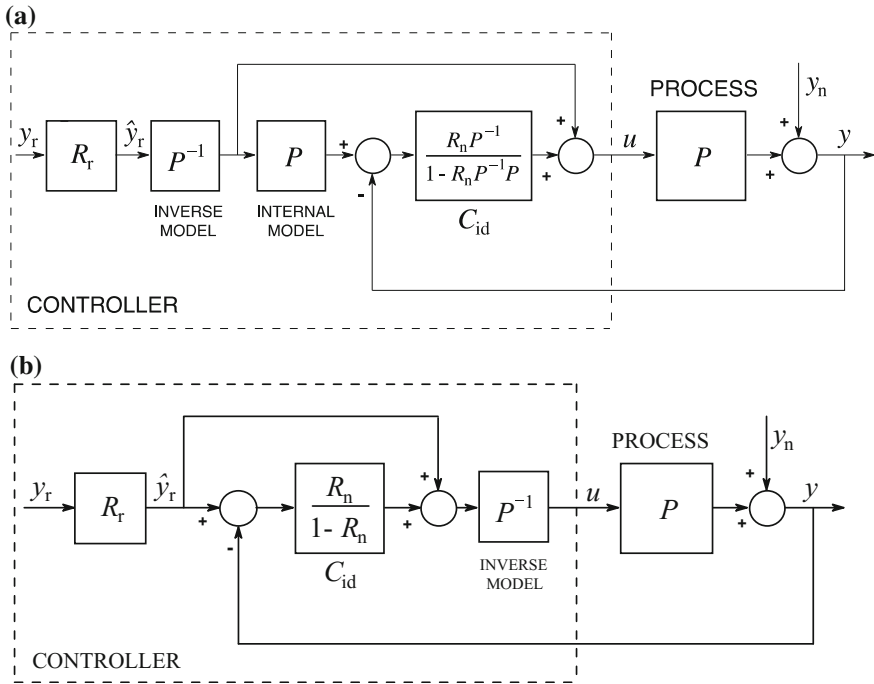 (a)
PROCESS
y_n
y_r
R_r
ŷ_r
P⁻¹
P
+
-
R_n P⁻¹
1 - R_n P⁻¹ P
+
+
u
P
+
+
y
INVERSE
MODEL
INTERNAL
MODEL
C_id
CONTROLLER
(b)
PROCESS
y_n
y_r
R_r
ŷ_r
+
-
R_n
1 - R_n
+
+
P⁻¹
u
P
+
+
y
C_id
INVERSE
MODEL
CONTROLLER